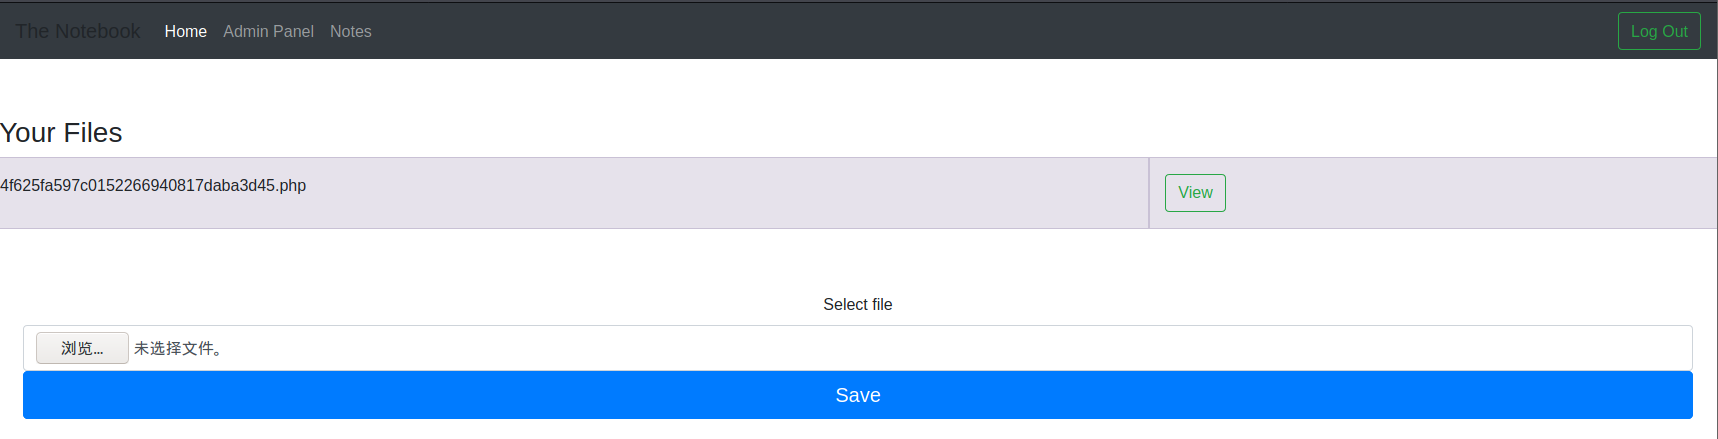 The Notebook Home Admin Panel Notes Log Out
Your Files
4f625fa597c0152266940817daba3d45.php View
Select file
浏览... 未选择文件。
Save